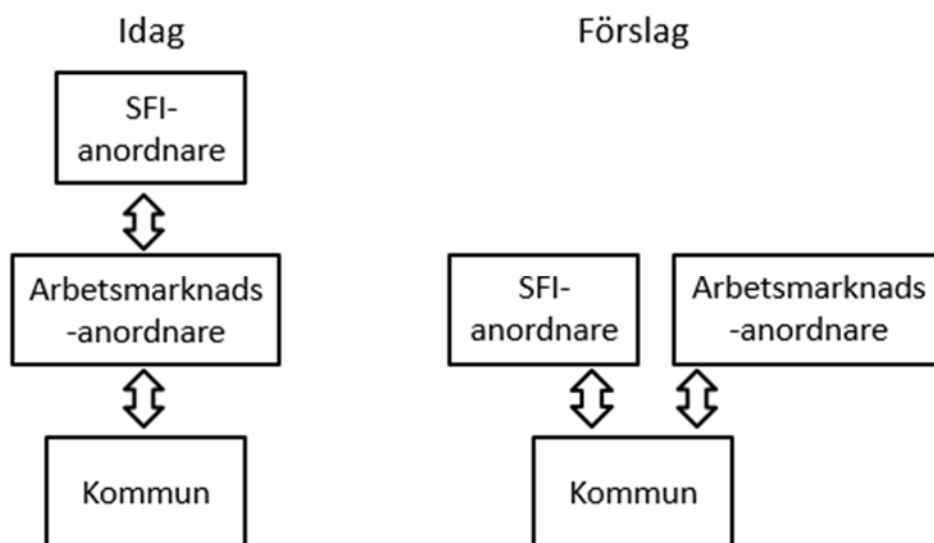 Idag
SFI-
anordnare
Arbetsmarknads
-anordnare
Kommun
Förslag
SFI-
anordnare
Arbetsmarknads
-anordnare
Kommun